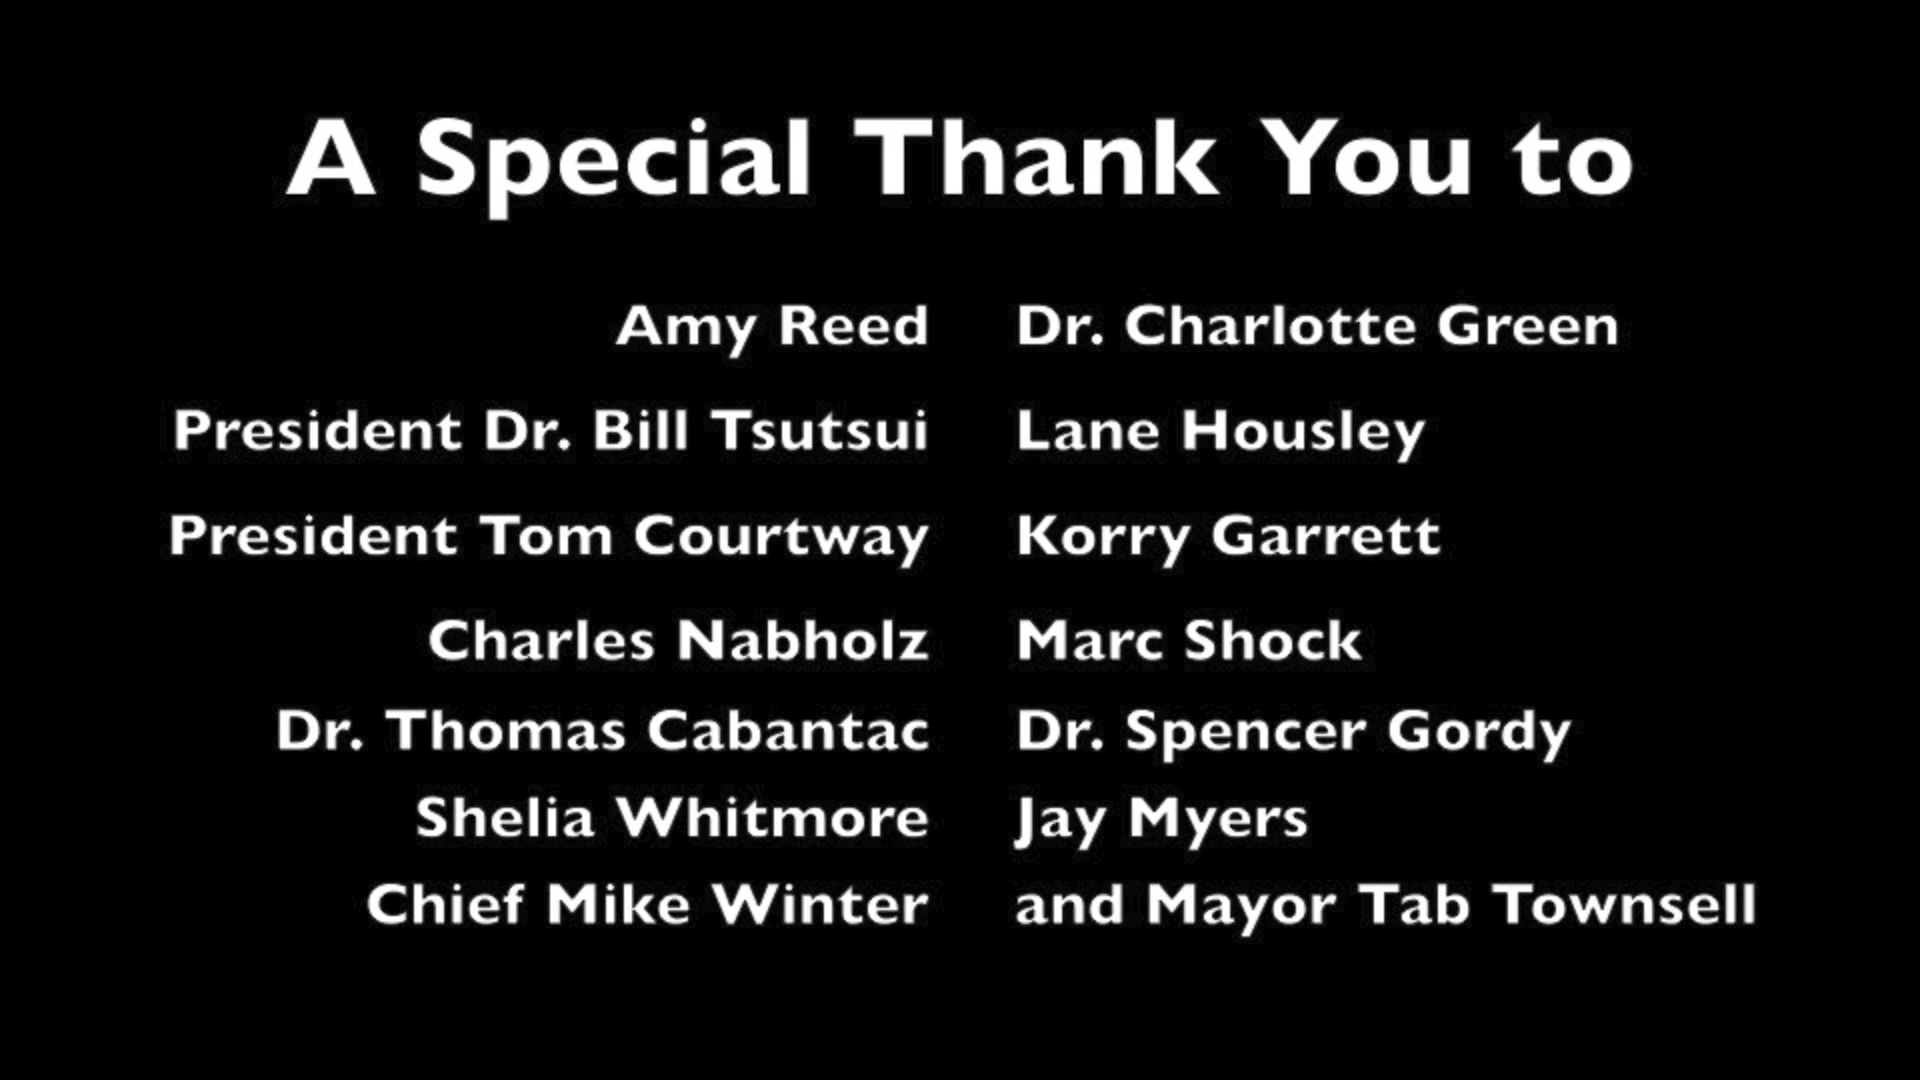 A Special Thank You to
Amy Reed Dr. Charlotte Green
President Dr. Bill Tsutsui Lane Housley
President Tom Courtway Korry Garrett
Charles Nabholz Marc Shock
Dr. Thomas Cabantac Dr. Spencer Gordy
Shelia Whitmore Jay Myers
Chief Mike Winter and Mayor Tab Townsell